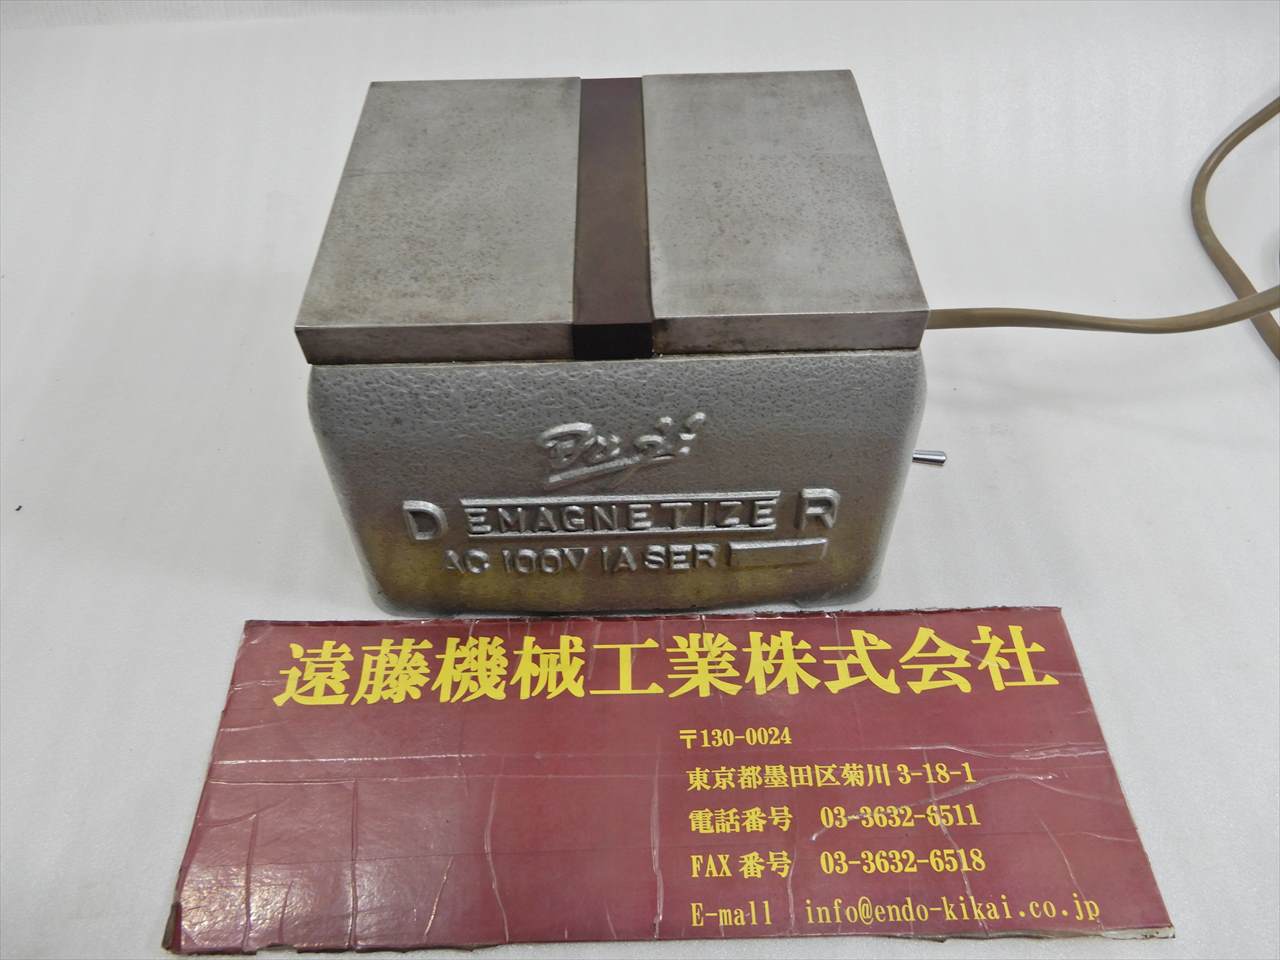 DEMAGNETIZER
AC 100V 1A SER
遠藤機械工業株式会社
〒130-0024
東京都墨田区菊川 3-18-1
電話番号 03-3632-6511
FAX 番号 03-3632-6518
E-mall info@endo-kikai.co.jp